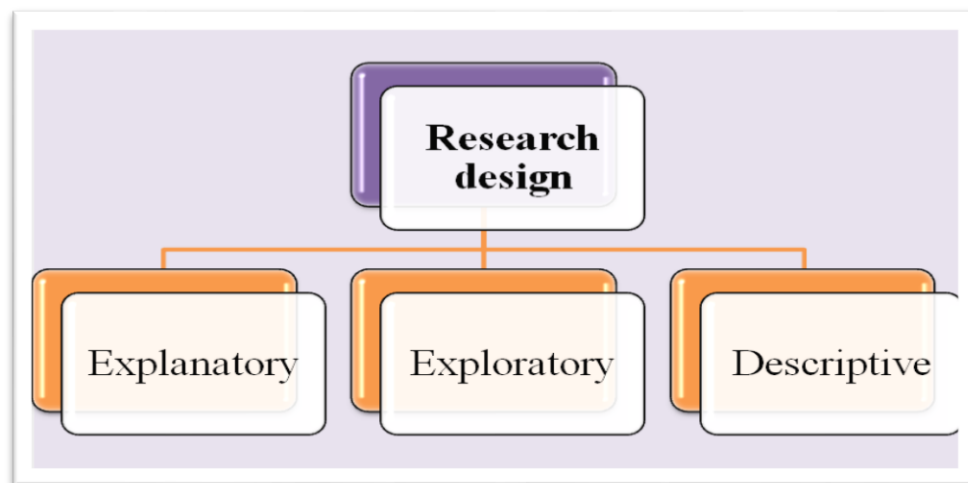 Research
design
Explanatory
Exploratory
Descriptive